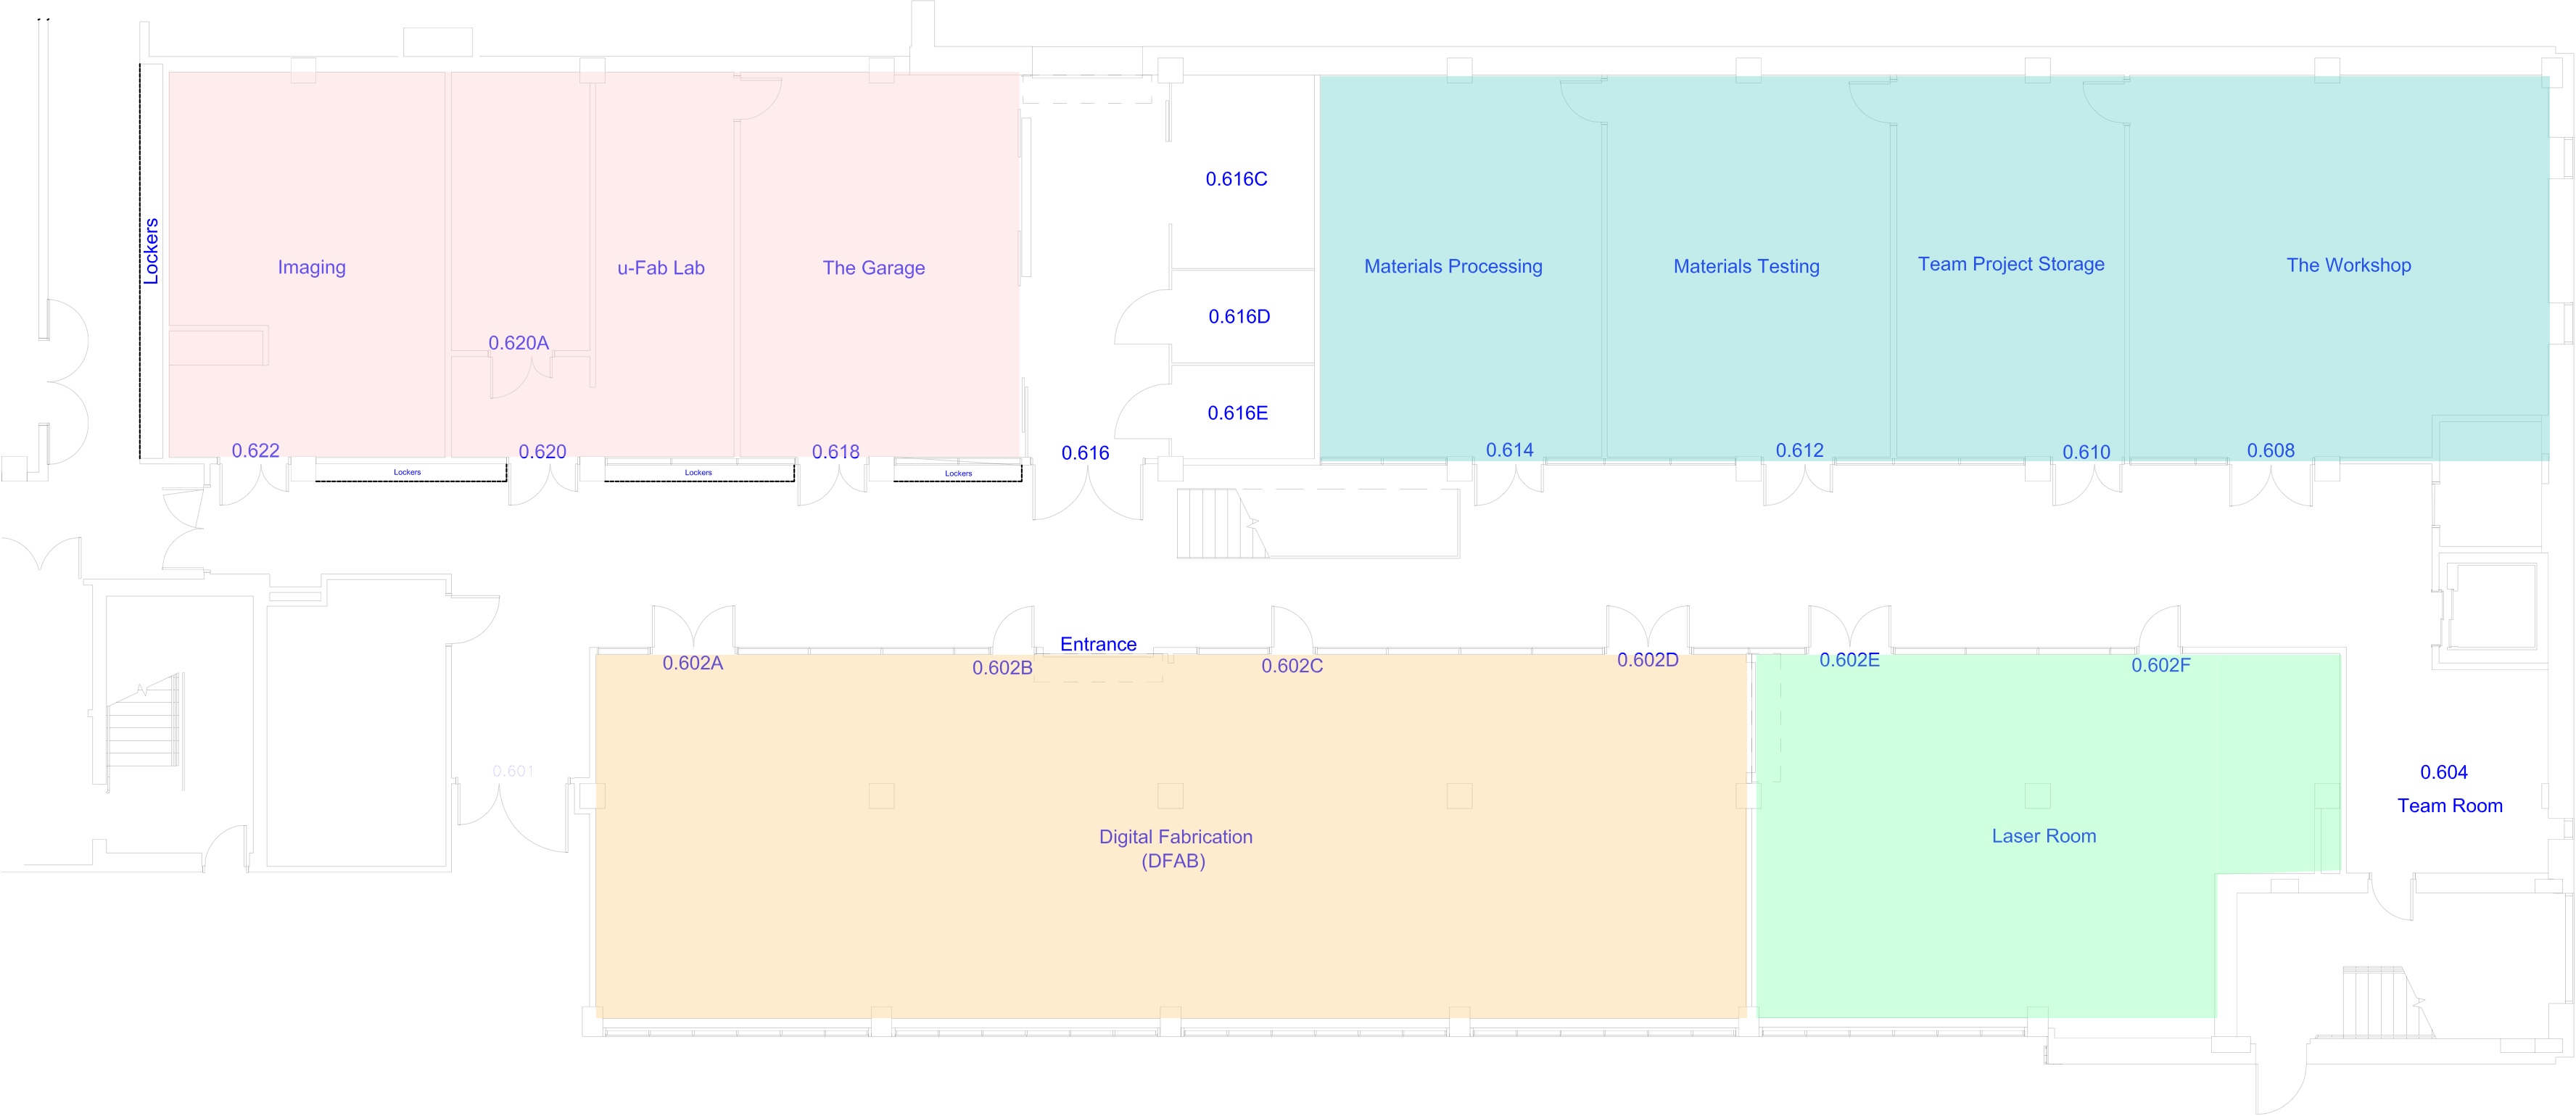 Lockers
Imaging
u-Fab Lab
The Garage
0.616C
0.616D
0.616E
Materials Processing
Materials Testing
Team Project Storage
The Workshop
0.620A
0.622
0.620
0.618
0.616
0.614
0.612
0.610
0.608
Lockers
Lockers
Lockers
Entrance
0.602A
0.602B
0.602C
0.602D
0.602E
0.602F
0.601
0.604
Team Room
Digital Fabrication
(DFAB)
Laser Room